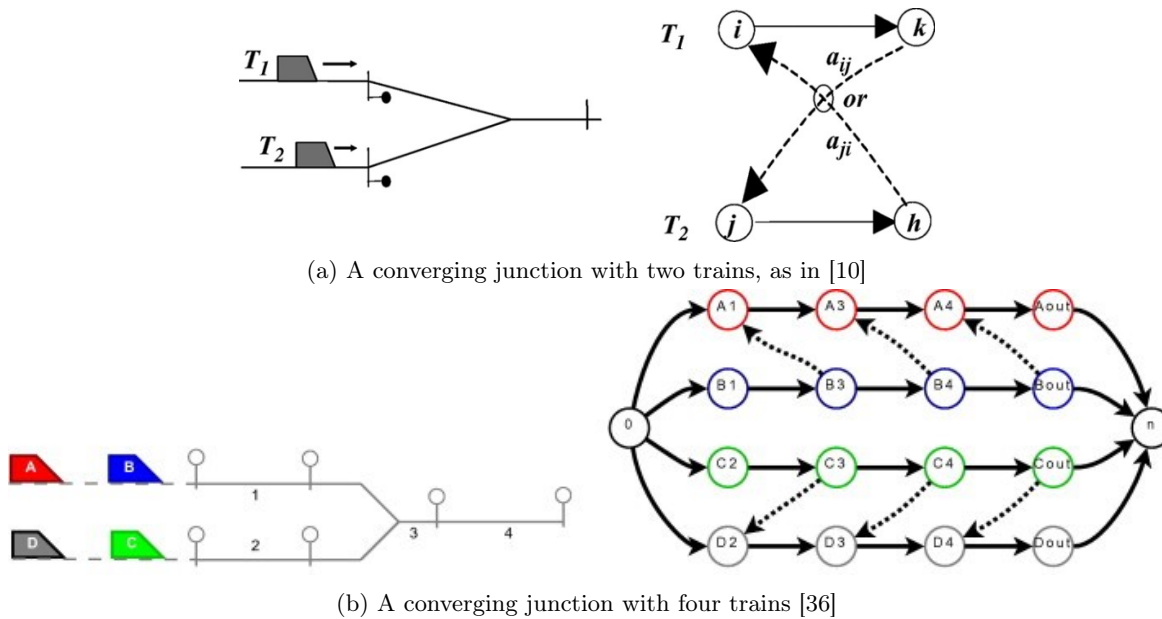 T1
T2
T1 i k
aij
or
aji
T2 j h
(a) A converging junction with two trains, as in [10]
A B
1
D C
2
3 4
A1 A3 A4 Aout
B1 B3 B4 Bout
0 n
C2 C3 C4 Cout
D2 D3 D4 Dout
(b) A converging junction with four trains [36]